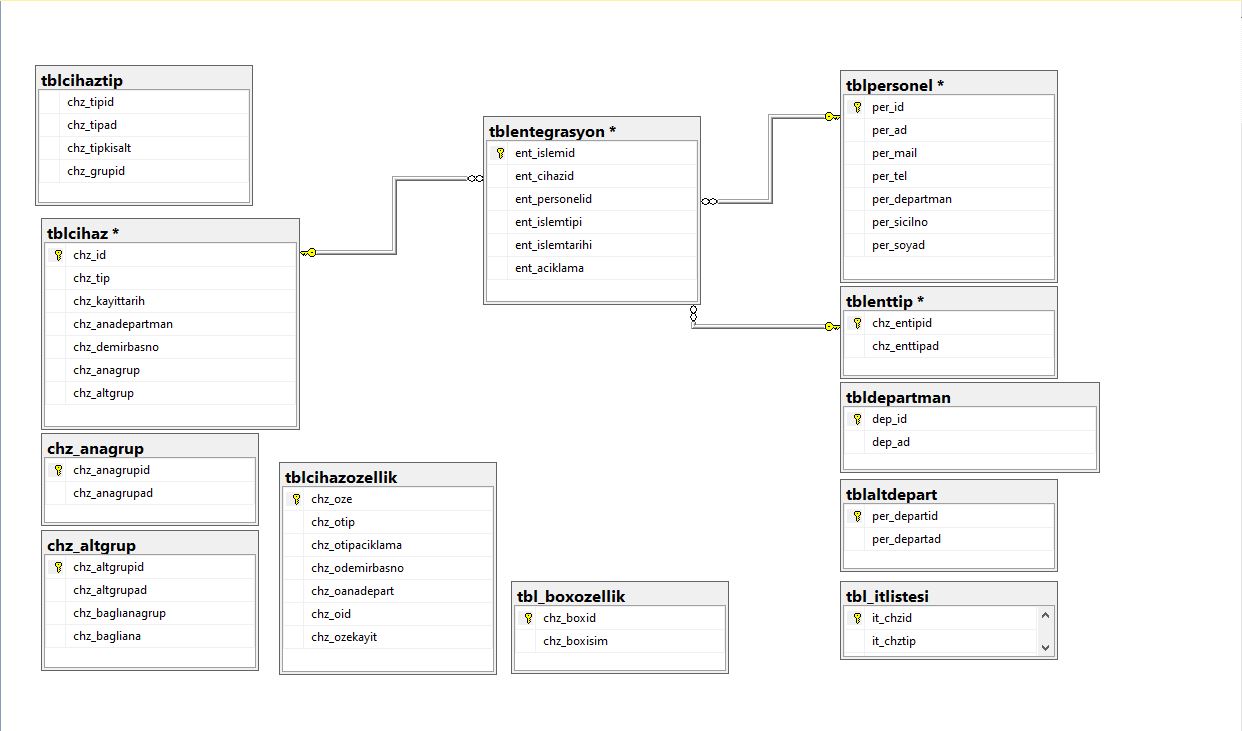 tblcihaztip
chz_tipid
chz_tipad
chz_tipkisalt
chz_grupid
tblcihaz *
chz_id
chz_tip
chz_kayittarih
chz_anadepartman
chz_demirbasno
chz_anagrup
chz_altgrup
chz_anagrup
chz_anagrupid
chz_anagrupad
chz_altgrup
chz_altgrupid
chz_altgrupad
chz_baglianagrup
chz_bagliana
tblcihazozellik
chz_oze
chz_otip
chz_otipaciklama
chz_odemirbasno
chz_oanadepart
chz_oid
chz_ozekayit
tblentegrasyon *
ent_islemid
ent_cihazid
ent_personelid
ent_islemtipi
ent_islemtarihi
ent_aciklama
tbl_boxozellik
chz_boxid
chz_boxisim
tblpersonel *
per_id
per_ad
per_mail
per_tel
per_departman
per_sicilno
per_soyad
tblenttip *
chz_entipid
chz_enttipad
tbldepartman
dep_id
dep_ad
tblaltdepart
per_departid
per_departad
tbl_itlistesi
it_chzid
it_chztip